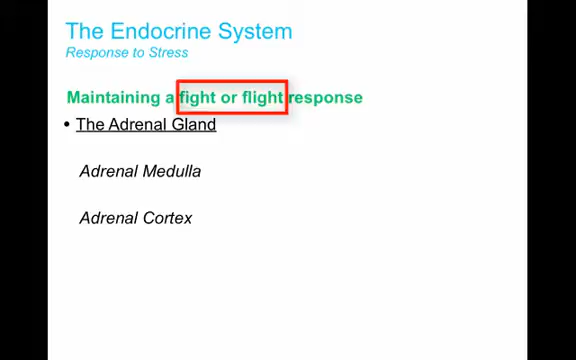 The Endocrine System
Response to Stress
Maintaining a fight or flight response
• The Adrenal Gland
Adrenal Medulla
Adrenal Cortex